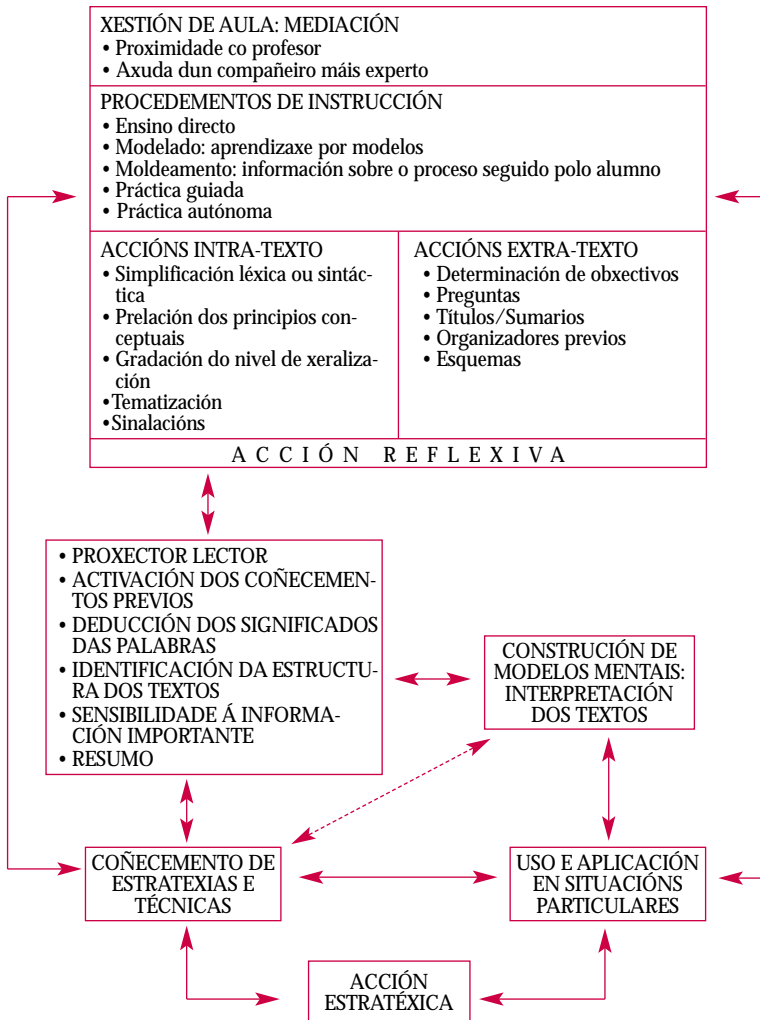 XESTIÓN DE AULA: MEDIACIÓN
• Proximidade co profesor
• Axuda dun compañeiro máis experto
PROCEDEMENTOS DE INSTRUCCIÓN
• Ensino directo
• Modelado: aprendizaxe por modelos
• Moldeamento: información sobre o proceso seguido polo alumno
• Práctica guiada
• Práctica autónoma
ACCIÓNS INTRA-TEXTO
• Simplificación léxica ou sintác-
tica
• Prelación dos principios con-
ceptuais
• Gradación do nivel de xeraliza-
ción
• Tematización
• Sinalacións
ACCIÓNS EXTRA-TEXTO
• Determinación de obxectivos
• Preguntas
• Títulos/Sumarios
• Organizadores previos
• Esquemas
ACCIÓN REFLEXIVA
• PROXECTOR LECTOR
• ACTIVACIÓN DOS COÑECEMEN-
TOS PREVIOS
• DEDUCCIÓN DOS SIGNIFICADOS
DAS PALABRAS
• IDENTIFICACIÓN DA ESTRUCTU-
RA DOS TEXTOS
• SENSIBILIDADE Á INFORMA-
CIÓN IMPORTANTE
• RESUMO
CONSTRUCIÓN DE
MODELOS MENTAIS:
INTERPRETACIÓN
DOS TEXTOS
COÑECEMENTO DE
ESTRATEXIAS E
TÉCNICAS
USO E APLICACIÓN
EN SITUACIÓNS
PARTICULARES
ACCIÓN
ESTRATÉXICA